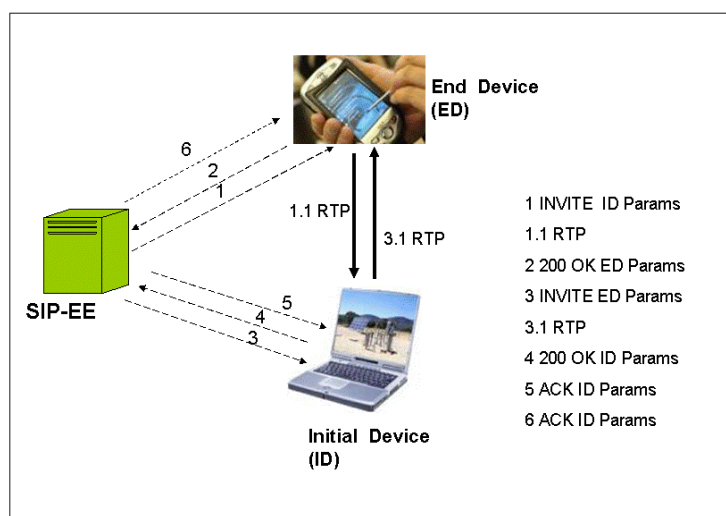 End Device
(ED)
6
2
1
1.1 RTP
3.1 RTP
SIP-EE
5
4
3
Initial Device
(ID)
1 INVITE ID Params
1.1 RTP
2 200 OK ED Params
3 INVITE ED Params
3.1 RTP
4 200 OK ID Params
5 ACK ID Params
6 ACK ID Params